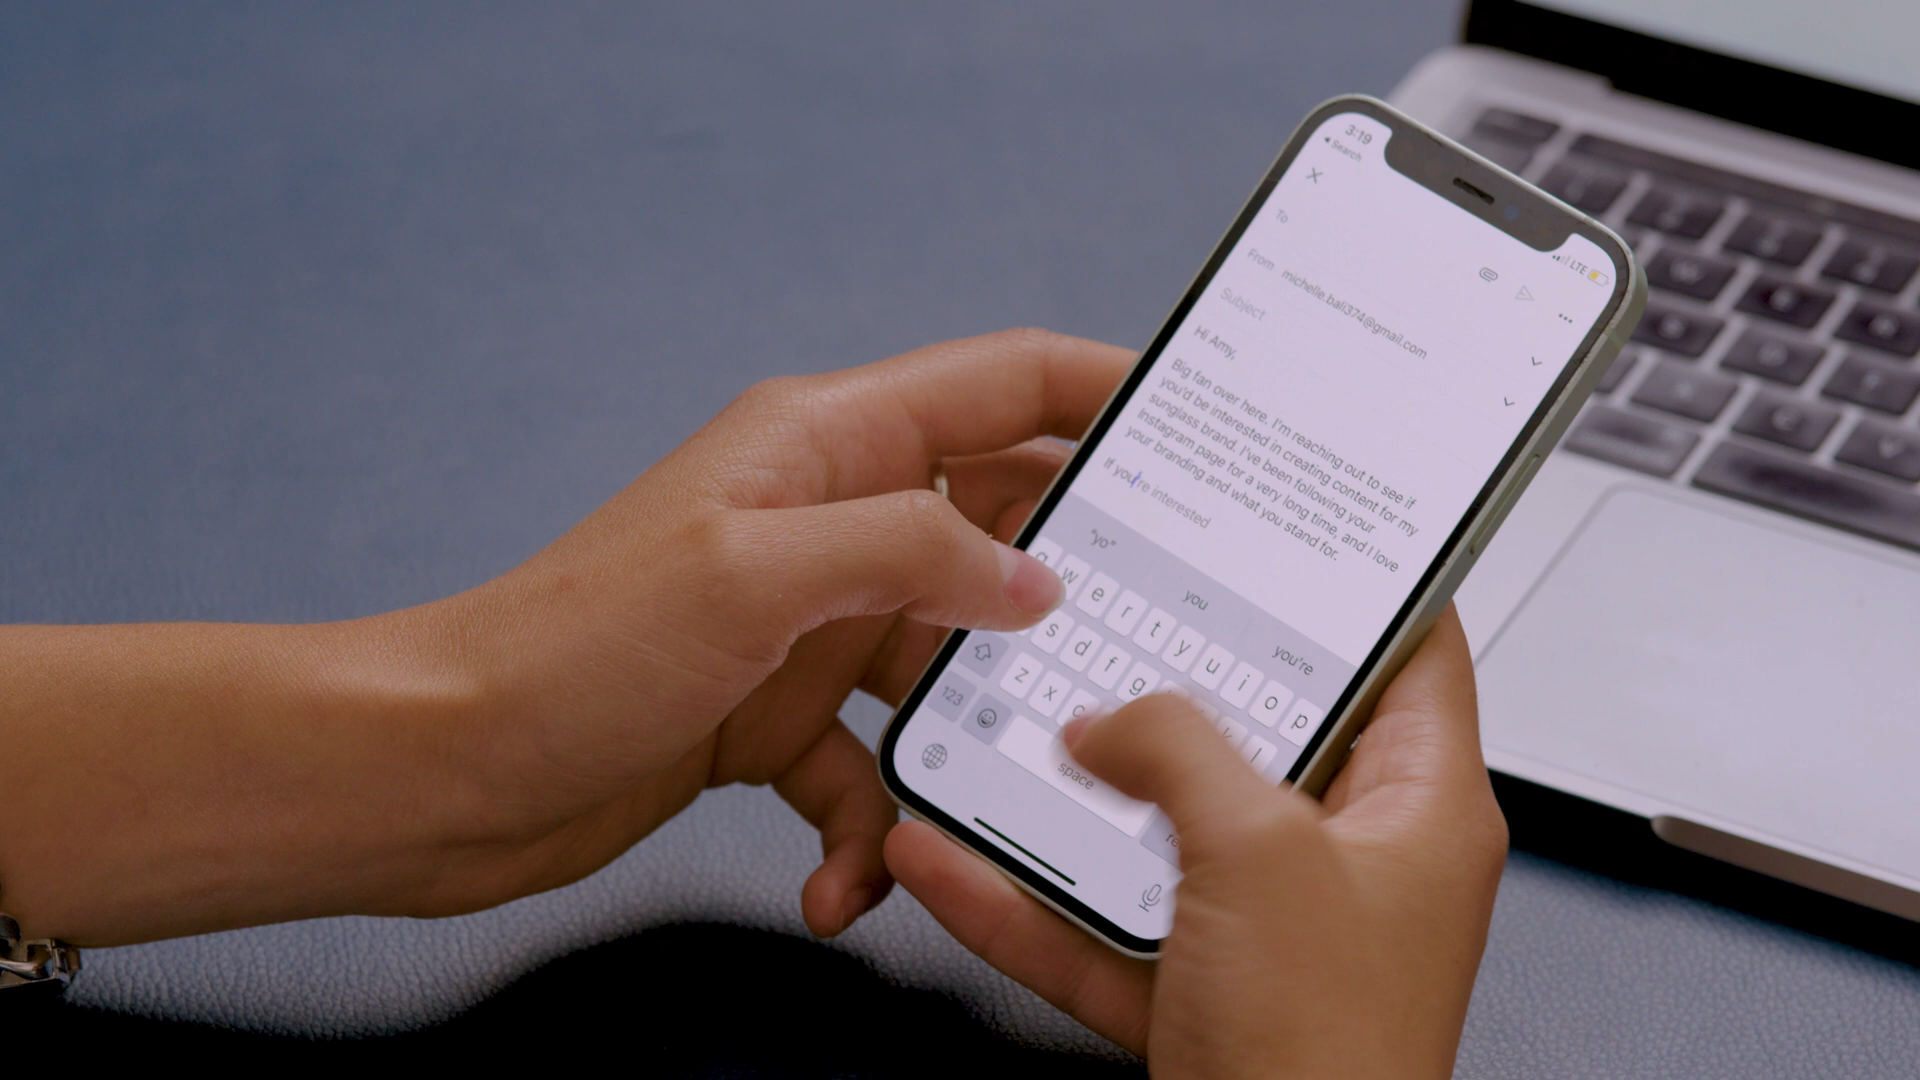 3:19
Search
LTE
To
From michelle.bali374@gmail.com
Subject
Hi Amy,
Big fan over here. I'm reaching out to see if
you'd be interested in creating content for my
sunglass brand. I've been following your
Instagram page for a very long time, and I love
your branding and what you stand for.
If you're interested
"yo" you you're
q w e r t y u i o p
s d f g k l
z x c
123
space
re